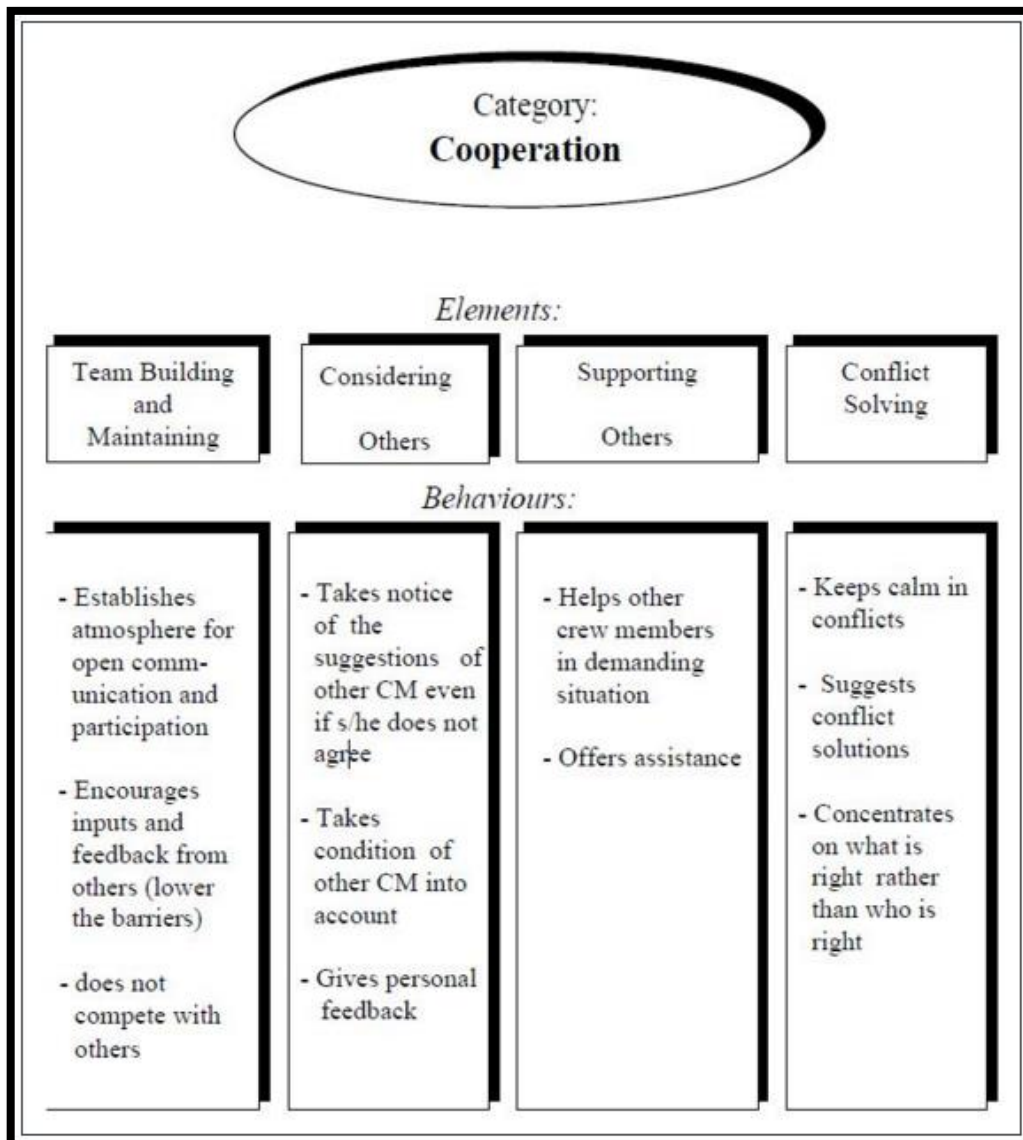 Category:
Cooperation
Elements:
Team Building
and
Maintaining
Considering
Others
Supporting
Others
Conflict
Solving
Behaviours:
- Establishes
atmosphere for
open comm-
unication and
participation
- Encourages
inputs and
feedback from
others (lower
the barriers)
- does not
compete with
others
- Takes notice
of the
suggestions of
other CM even
if s/he does not
agree
- Takes
condition of
other CM into
account
- Gives personal
feedback
- Helps other
crew members
in demanding
situation
- Offers assistance
- Keeps calm in
conflicts
- Suggests
conflict
solutions
- Concentrates
on what is
right rather
than who is
right